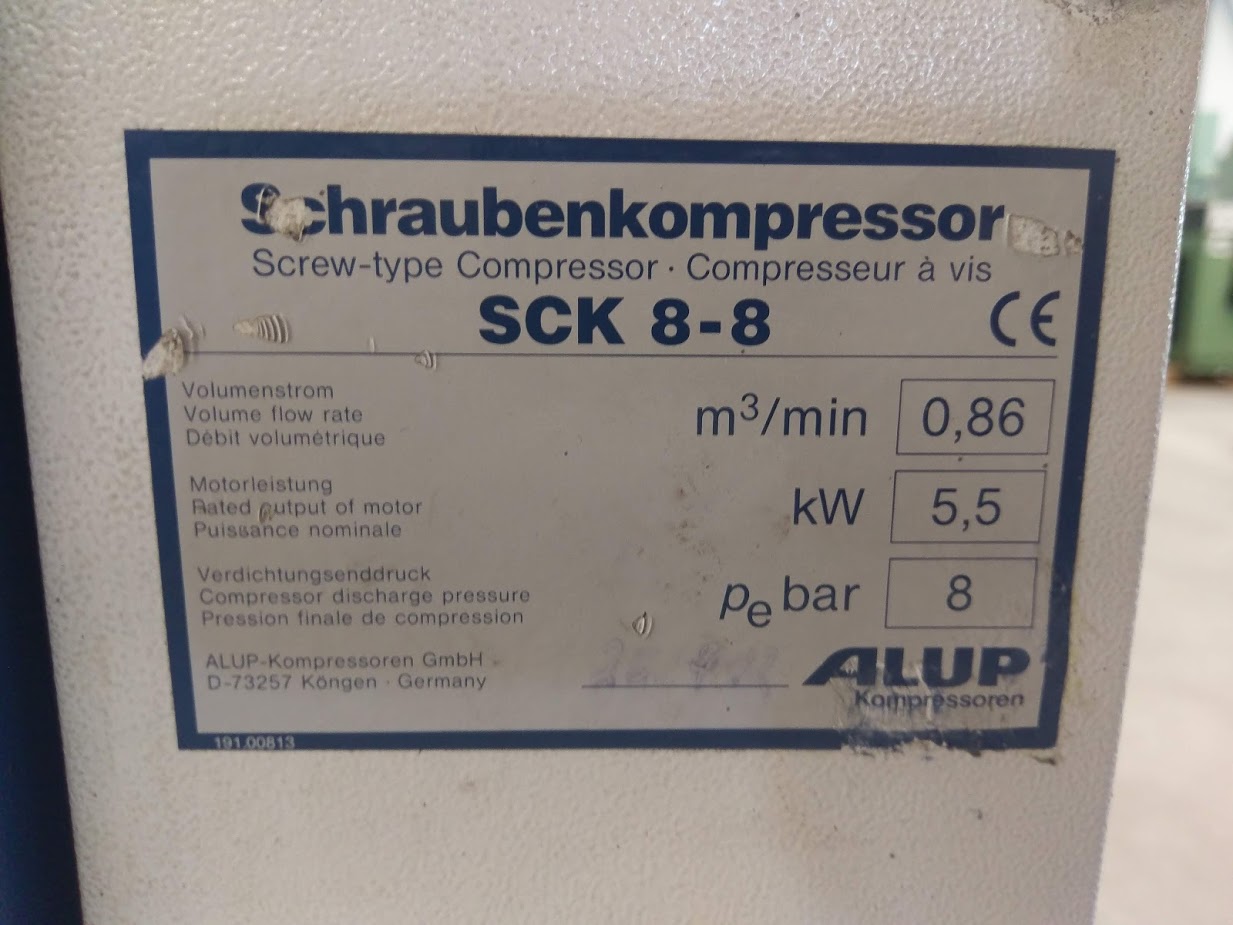 Schraubenkompressor
Screw-type Compressor · Compresseur à vis
SCK 8-8
CE
Volumenstrom
Volume flow rate
Débit volumétrique
m³/min
0,86
Motorleistung
Rated output of motor
Puissance nominale
kW
5,5
Verdichtungsenddruck
Compressor discharge pressure
Pression finale de compression
pe bar
8
ALUP-Kompressoren GmbH
D-73257 Köngen · Germany
ALUP
Kompressoren
191.00813